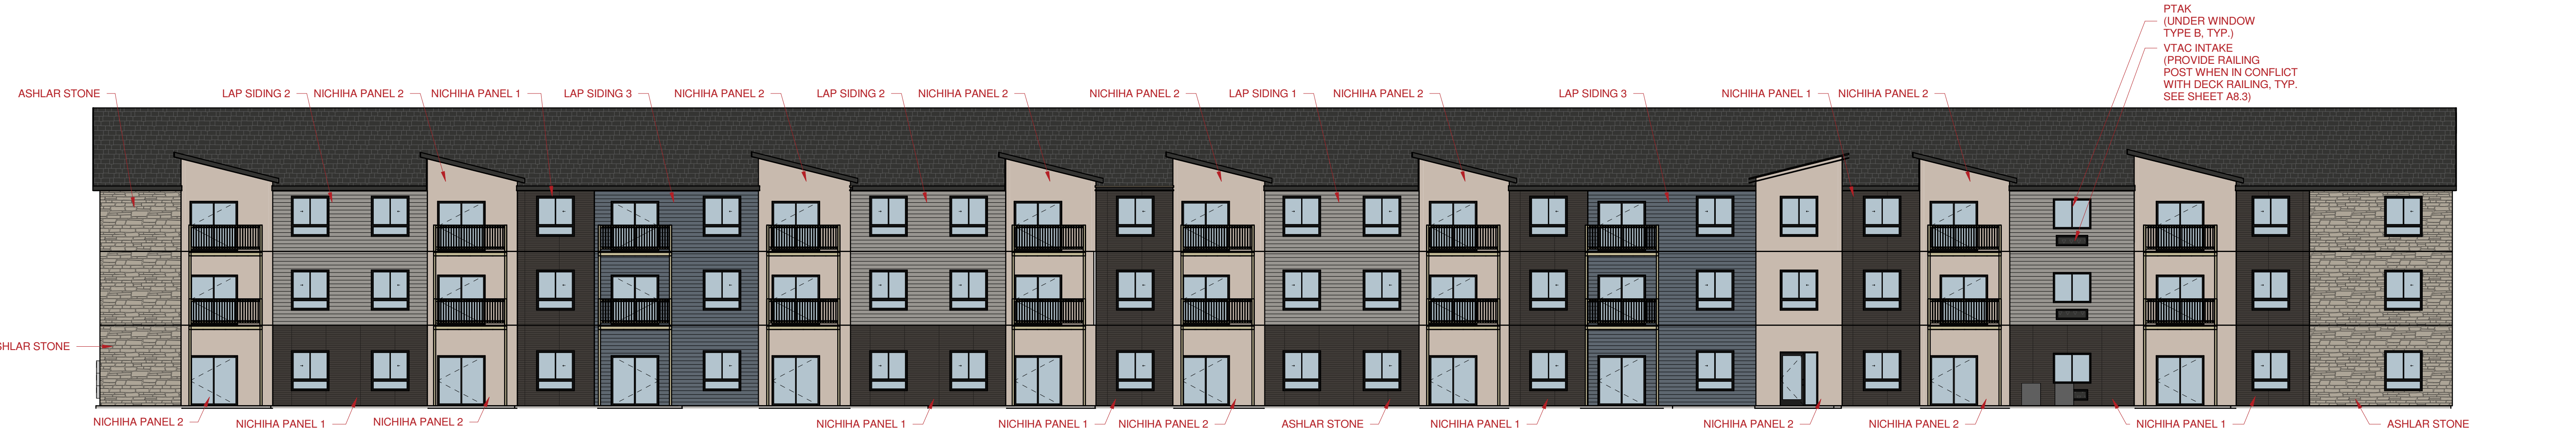 PTAK
(UNDER WINDOW
TYPE B, TYP.)
VTAC INTAKE
(PROVIDE RAILING
POST WHEN IN CONFLICT
WITH DECK RAILING, TYP.
SEE SHEET A8.3)
ASHLAR STONE
LAP SIDING 2
NICHIHA PANEL 2
NICHIHA PANEL 1
LAP SIDING 3
NICHIHA PANEL 2
LAP SIDING 2
NICHIHA PANEL 2
NICHIHA PANEL 2
LAP SIDING 1
NICHIHA PANEL 2
LAP SIDING 3
NICHIHA PANEL 1
NICHIHA PANEL 2
SHLAR STONE
NICHIHA PANEL 2
NICHIHA PANEL 1
NICHIHA PANEL 2
NICHIHA PANEL 1
NICHIHA PANEL 1
NICHIHA PANEL 2
ASHLAR STONE
NICHIHA PANEL 1
NICHIHA PANEL 2
NICHIHA PANEL 2
NICHIHA PANEL 1
ASHLAR STONE